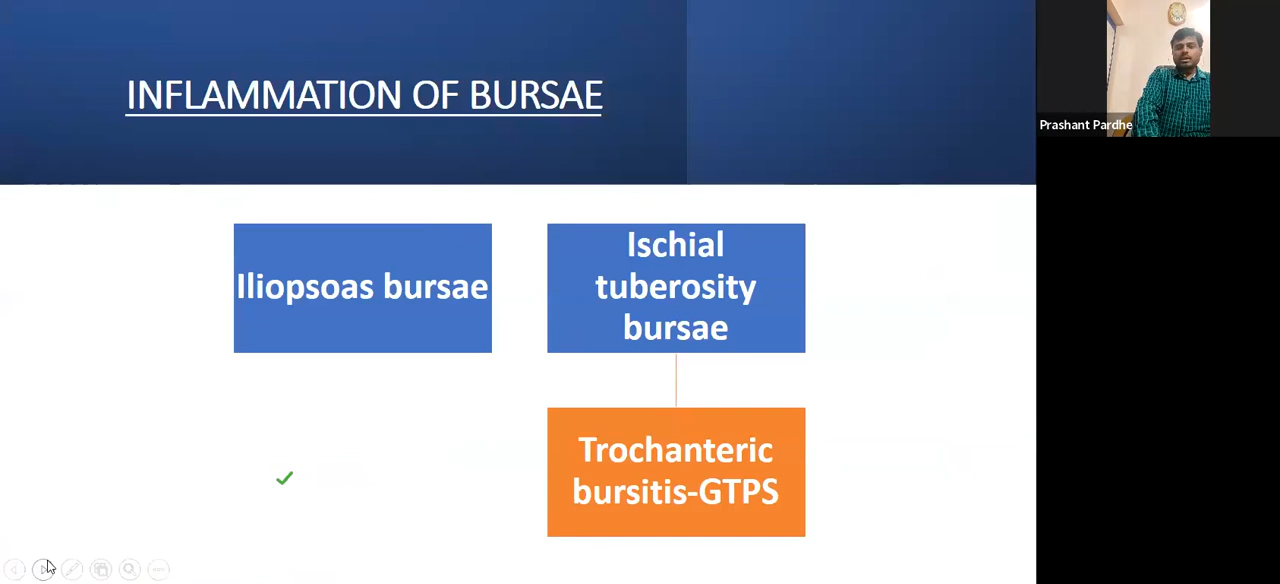 INFLAMMATION OF BURSAE
Prashant Pardhe
Iliopsoas bursae
Ischial
tuberosity
bursae
Trochanteric
bursitis-GTPS